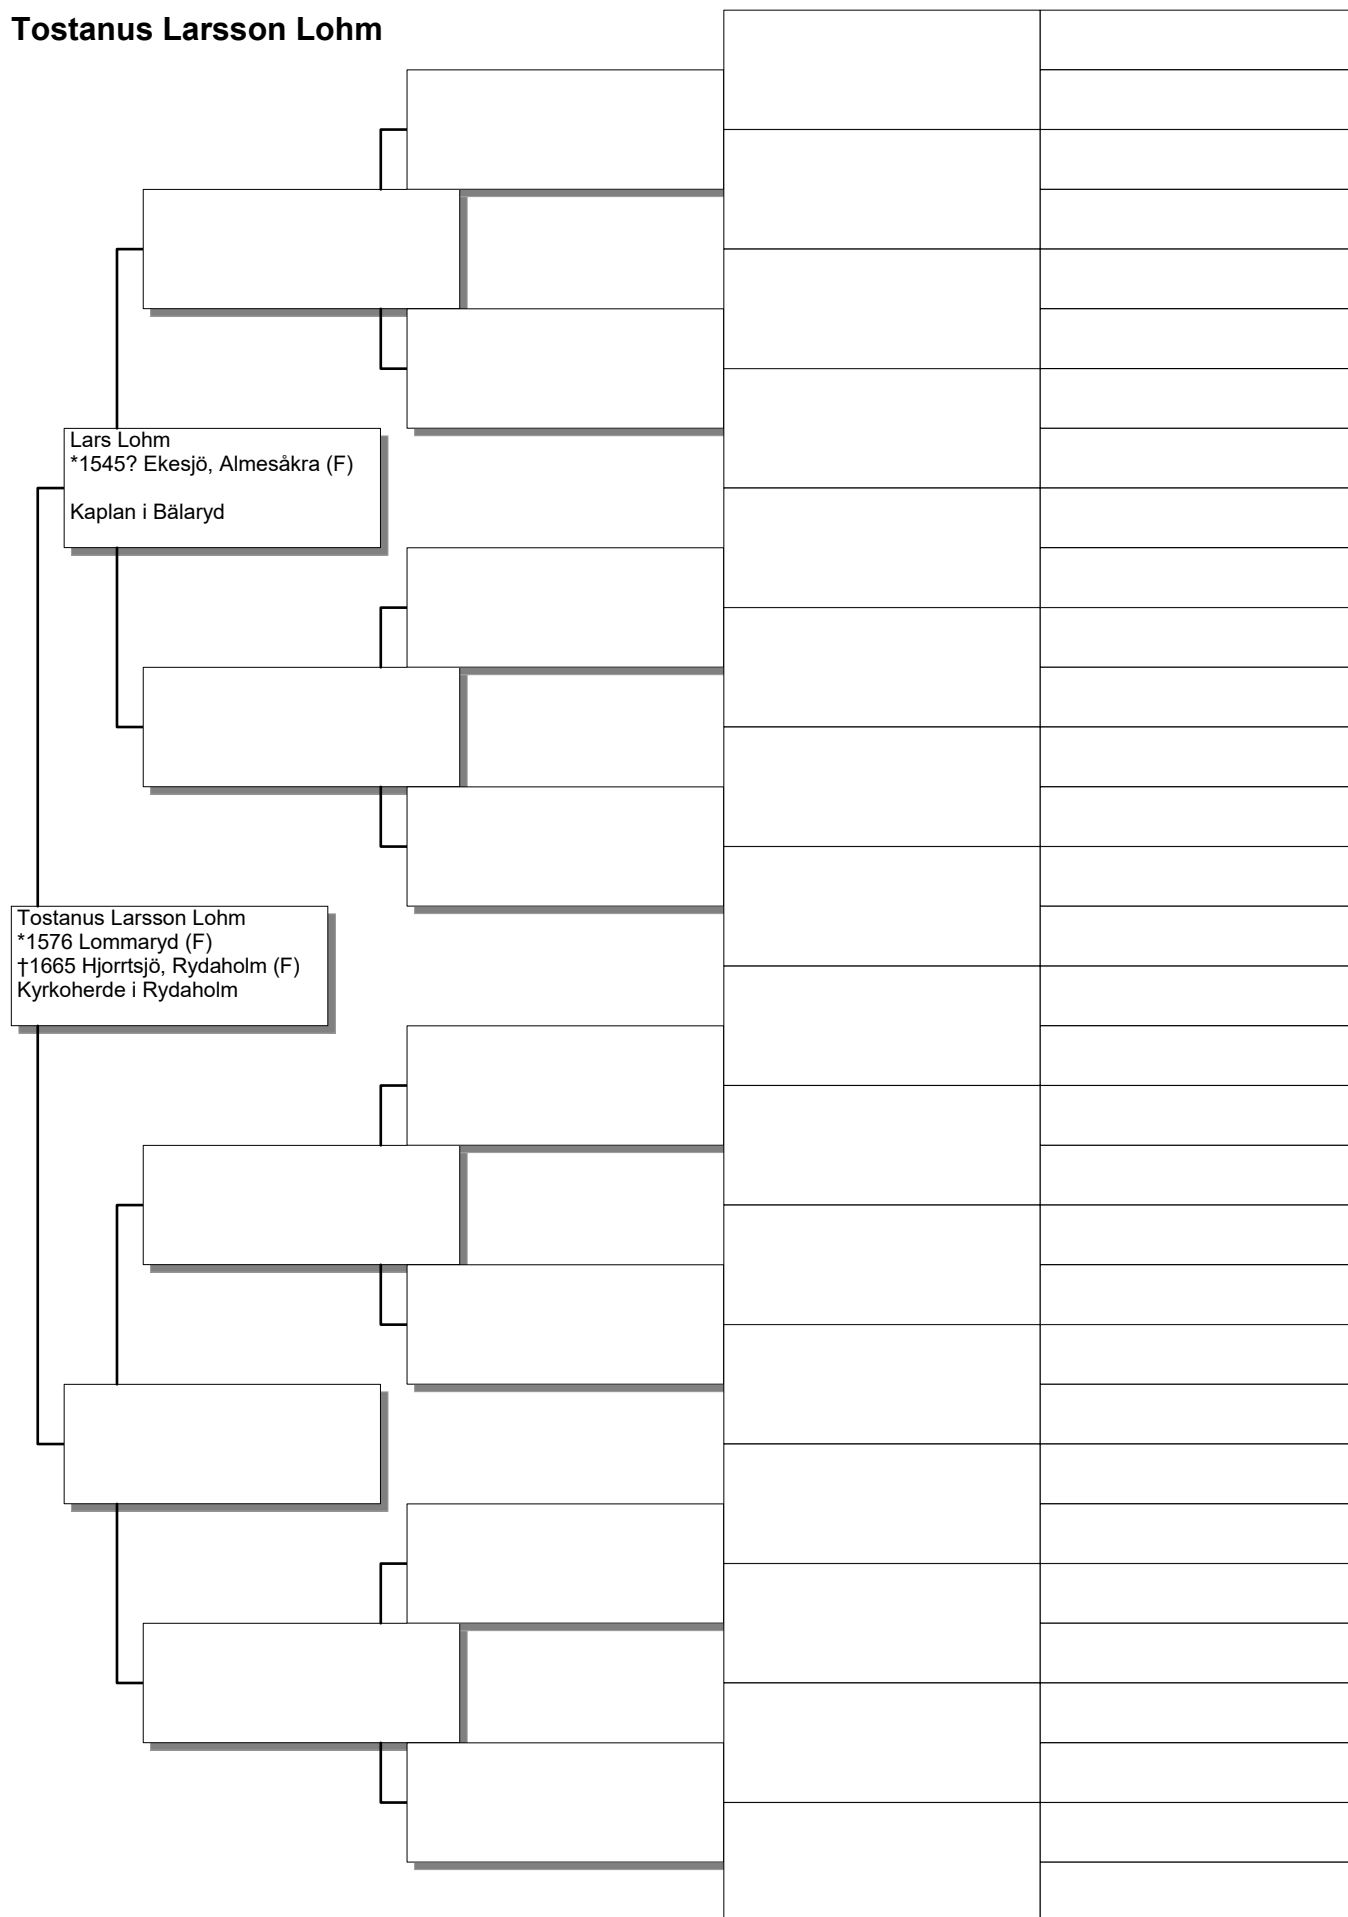 Tostanus Larsson Lohm
Lars Lohm
*1545? Ekesjö, Almesåkra (F)
Kaplan i Bälaryd
Tostanus Larsson Lohm
*1576 Lommaryd (F)
†1665 Hjorrtsjö, Rydaholm (F)
Kyrkoherde i Rydaholm